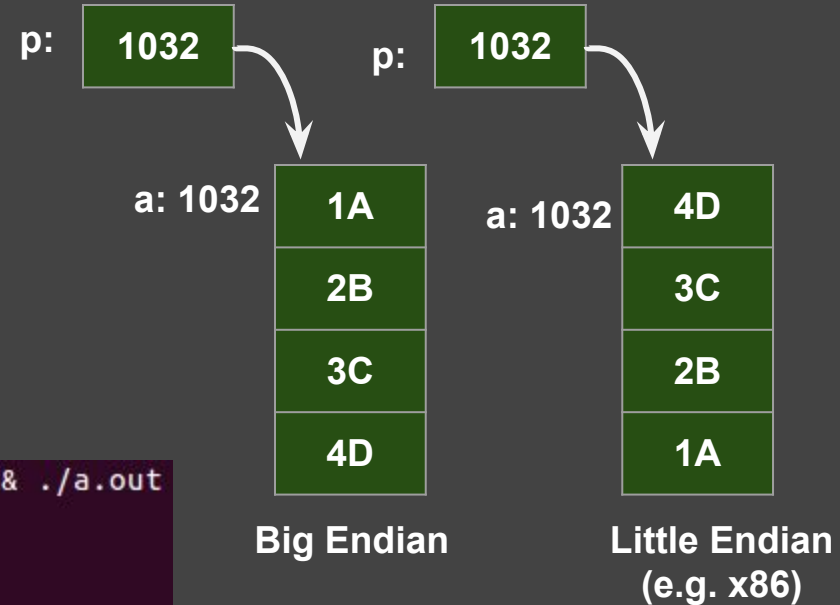 p: 1032
p: 1032
a: 1032
1A
2B
3C
4D
a: 1032
4D
3C
2B
1A
& ./a.out
Big Endian
Little Endian
(e.g. x86)